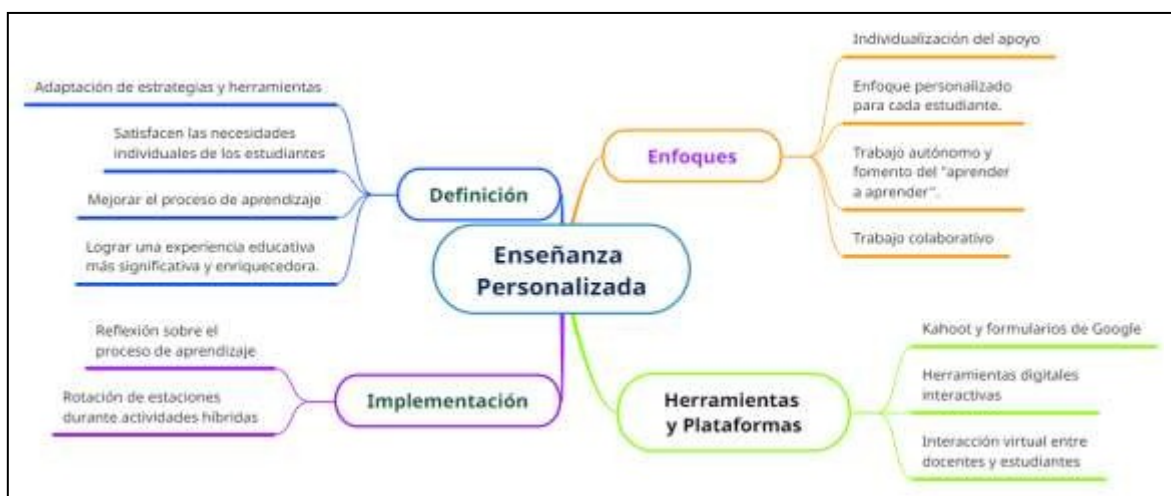 Enseñanza
Personalizada
Definición
Adaptación de estrategias y herramientas
Satisfacen las necesidades
individuales de los estudiantes
Mejorar el proceso de aprendizaje
Lograr una experiencia educativa
más significativa y enriquecedora.
Enfoques
Individualización del apoyo
Enfoque personalizado
para cada estudiante.
Trabajo autónomo y
fomento del "aprender
a aprender".
Trabajo colaborativo
Implementación
Reflexión sobre el
proceso de aprendizaje
Rotación de estaciones
durante actividades híbridas
Herramientas
y Plataformas
Kahoot y formularios de Google
Herramientas digitales
interactivas
Interacción virtual entre
docentes y estudiantes